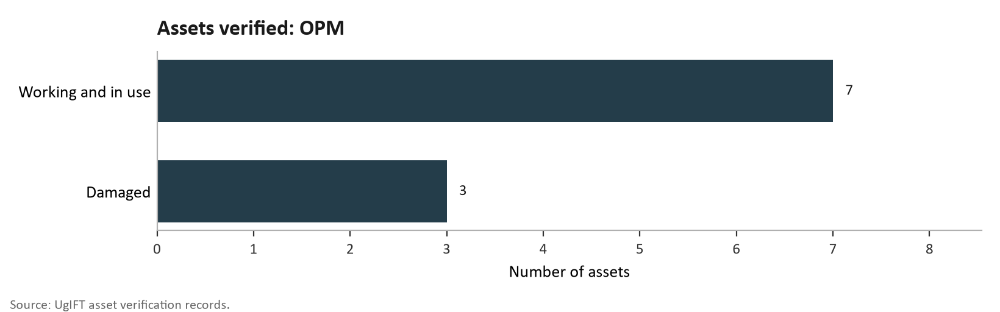 Assets verified: OPM
Working and in use
7
Damaged
3
0 1 2 3 4 5 6 7 8
Number of assets
Source: UgIFT asset verification records.